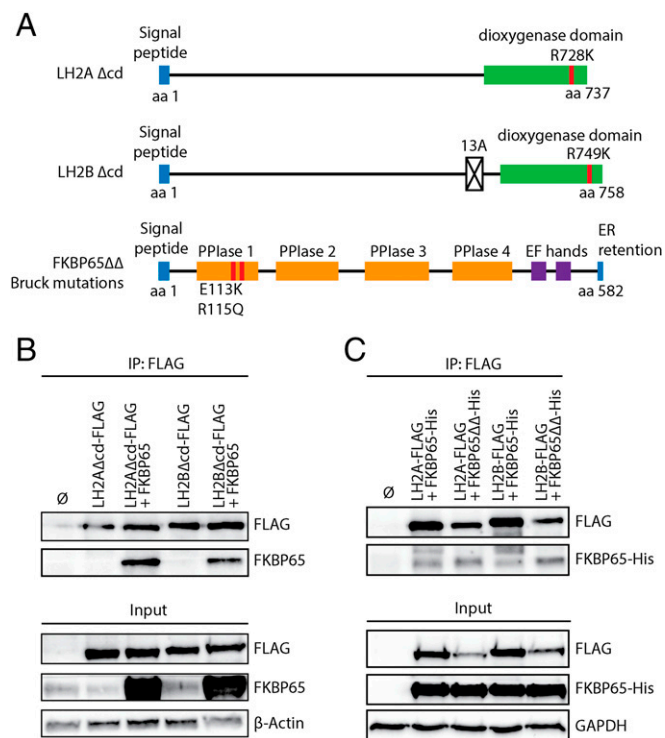 A
Signal peptide
dioxygenase domain
R728K
LH2A Δcd
aa 1
aa 737
Signal peptide
13A
dioxygenase domain
R749K
LH2B Δcd
aa 1
aa 758
Signal peptide
PPIase 1
PPIase 2
PPIase 3
PPIase 4
EF hands
ER retention
FKBP65ΔΔ
Bruck mutations
aa 1
E113K
R115Q
aa 582
B
IP: FLAG
Ø
LH2AΔcd-FLAG
LH2AΔcd-FLAG
+ FKBP65
LH2BΔcd-FLAG
LH2BΔcd-FLAG
+ FKBP65
FLAG
FKBP65
Input
FLAG
FKBP65
β-Actin
C
IP: FLAG
Ø
LH2A-FLAG
+ FKBP65-His
LH2A-FLAG
+ FKBP65ΔΔ-His
LH2B-FLAG
+ FKBP65-His
LH2B-FLAG
+ FKBP65ΔΔ-His
FLAG
FKBP65-His
Input
FLAG
FKBP65-His
GAPDH